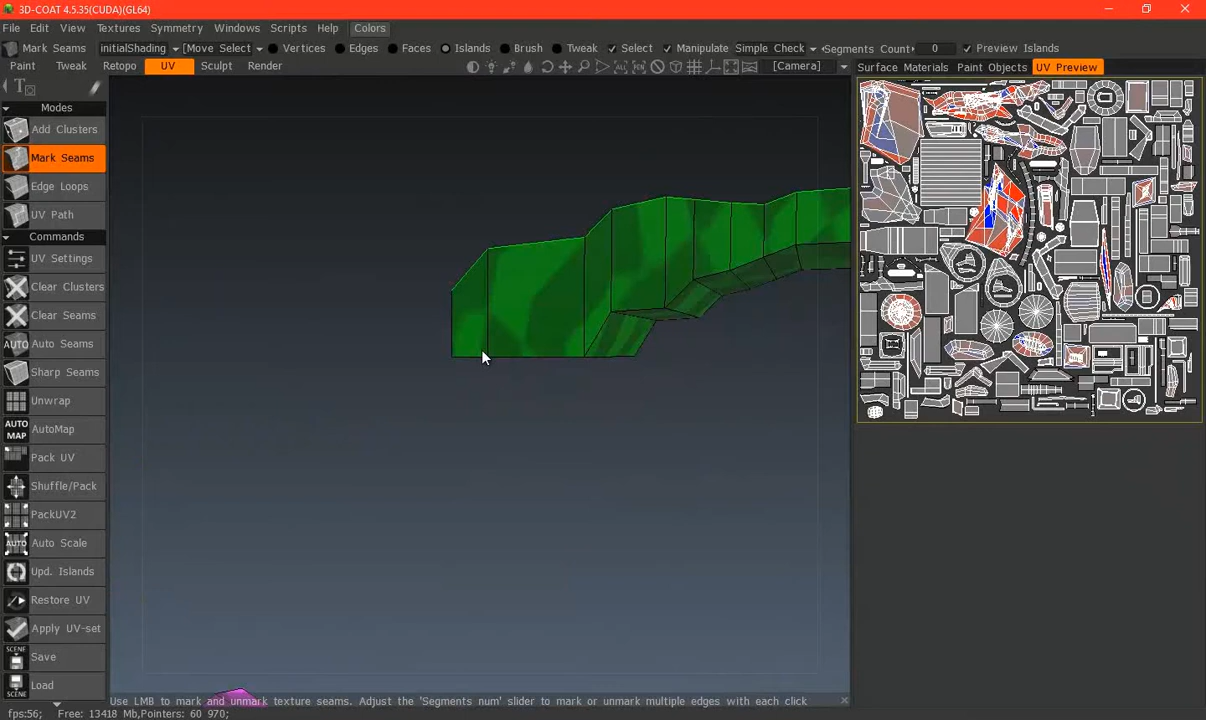 3D-COAT 4.5.35(CUDA)(GL64)
File Edit View Textures Symmetry Windows Scripts Help Colors
Mark Seams initialShading [Move Select] Vertices Edges Faces Islands Brush Tweak Select Manipulate Simple Check Segments Count 0 Preview Islands
Paint Tweak Retopo UV Sculpt Render [Camera] Surface Materials Paint Objects UV Preview
Modes
Add Clusters
Mark Seams
Edge Loops
UV Path
Commands
UV Settings
Clear Clusters
Clear Seams
AUTO Auto Seams
Sharp Seams
Unwrap
AUTO MAP AutoMap
Pack UV
Shuffle/Pack
PackUV2
AUTO Auto Scale
Upd. Islands
Restore UV
Apply UV-set
SCENE Save
SCENE Load
Use LMB to mark and unmark texture seams. Adjust the 'Segments num' slider to mark or unmark multiple edges with each click
fps:56; Free: 13418 Mb,Pointers: 60 970;